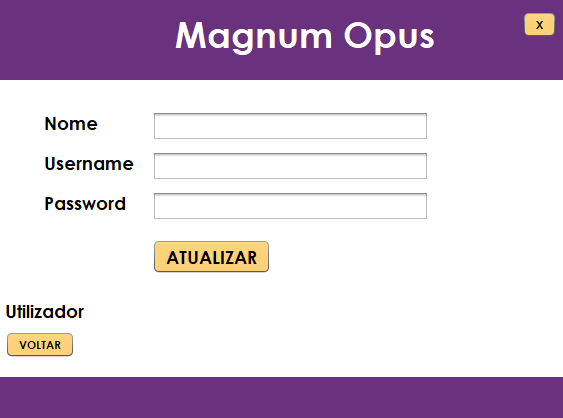 Magnum Opus
x
Nome
Username
Password
ATUALIZAR
Utilizador
VOLTAR